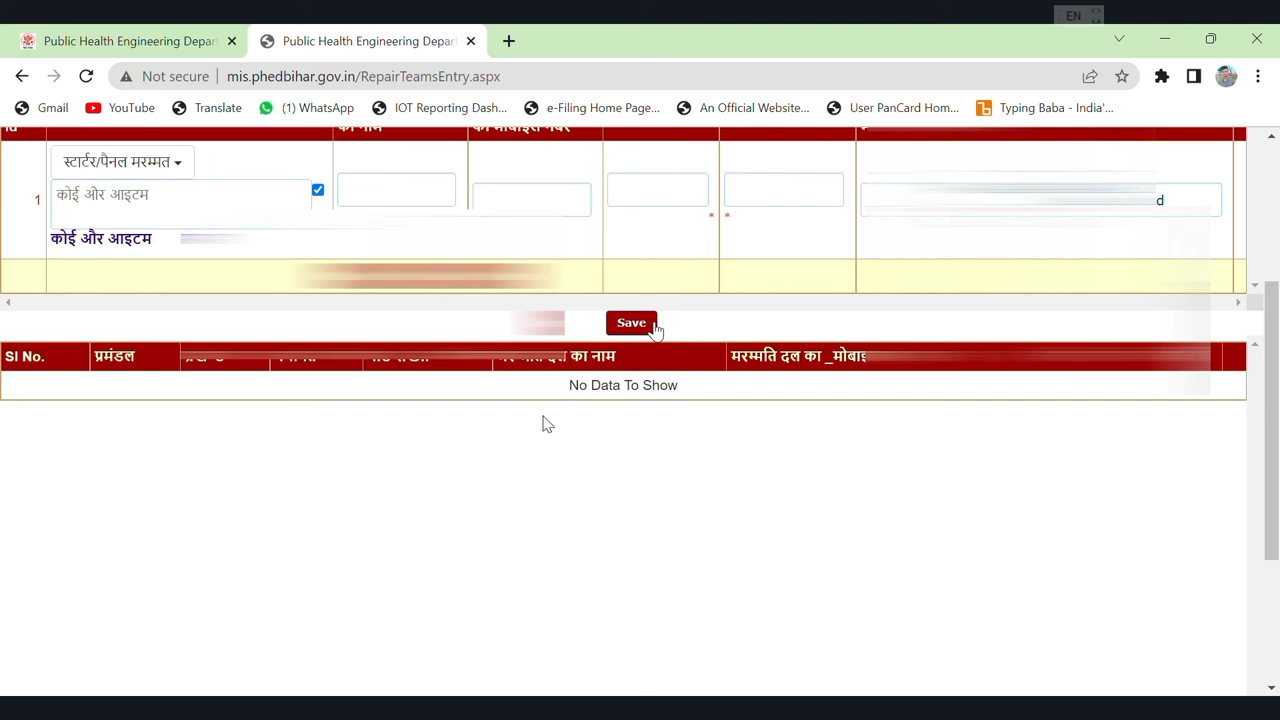 EN
Public Health Engineering Depar
Public Health Engineering Depar
Not secure
mis.phedbihar.gov.in/RepairTeamsEntry.aspx
Gmail
YouTube
Translate
(1) WhatsApp
IOT Reporting Dash...
e-Filing Home Page...
An Official Website...
User PanCard Hom...
Typing Baba - India'...
स्टार्टर/पैनल मरम्मत
कोई ओर आइटम
1
d
* *
कोई और आइटम
Save
Sl No.
प्रमंडल
का नाम
मरम्मति दल का _मोबाइ
No Data To Show